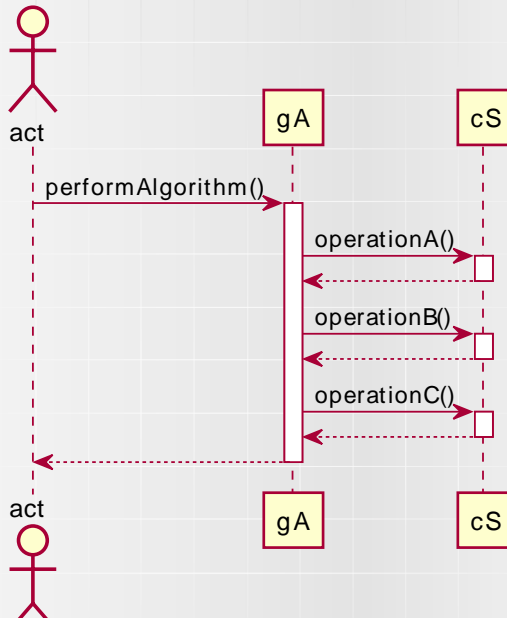 act
gA
cS
performAlgorithm()
operationA()
operationB()
operationC()
act
gA
cS